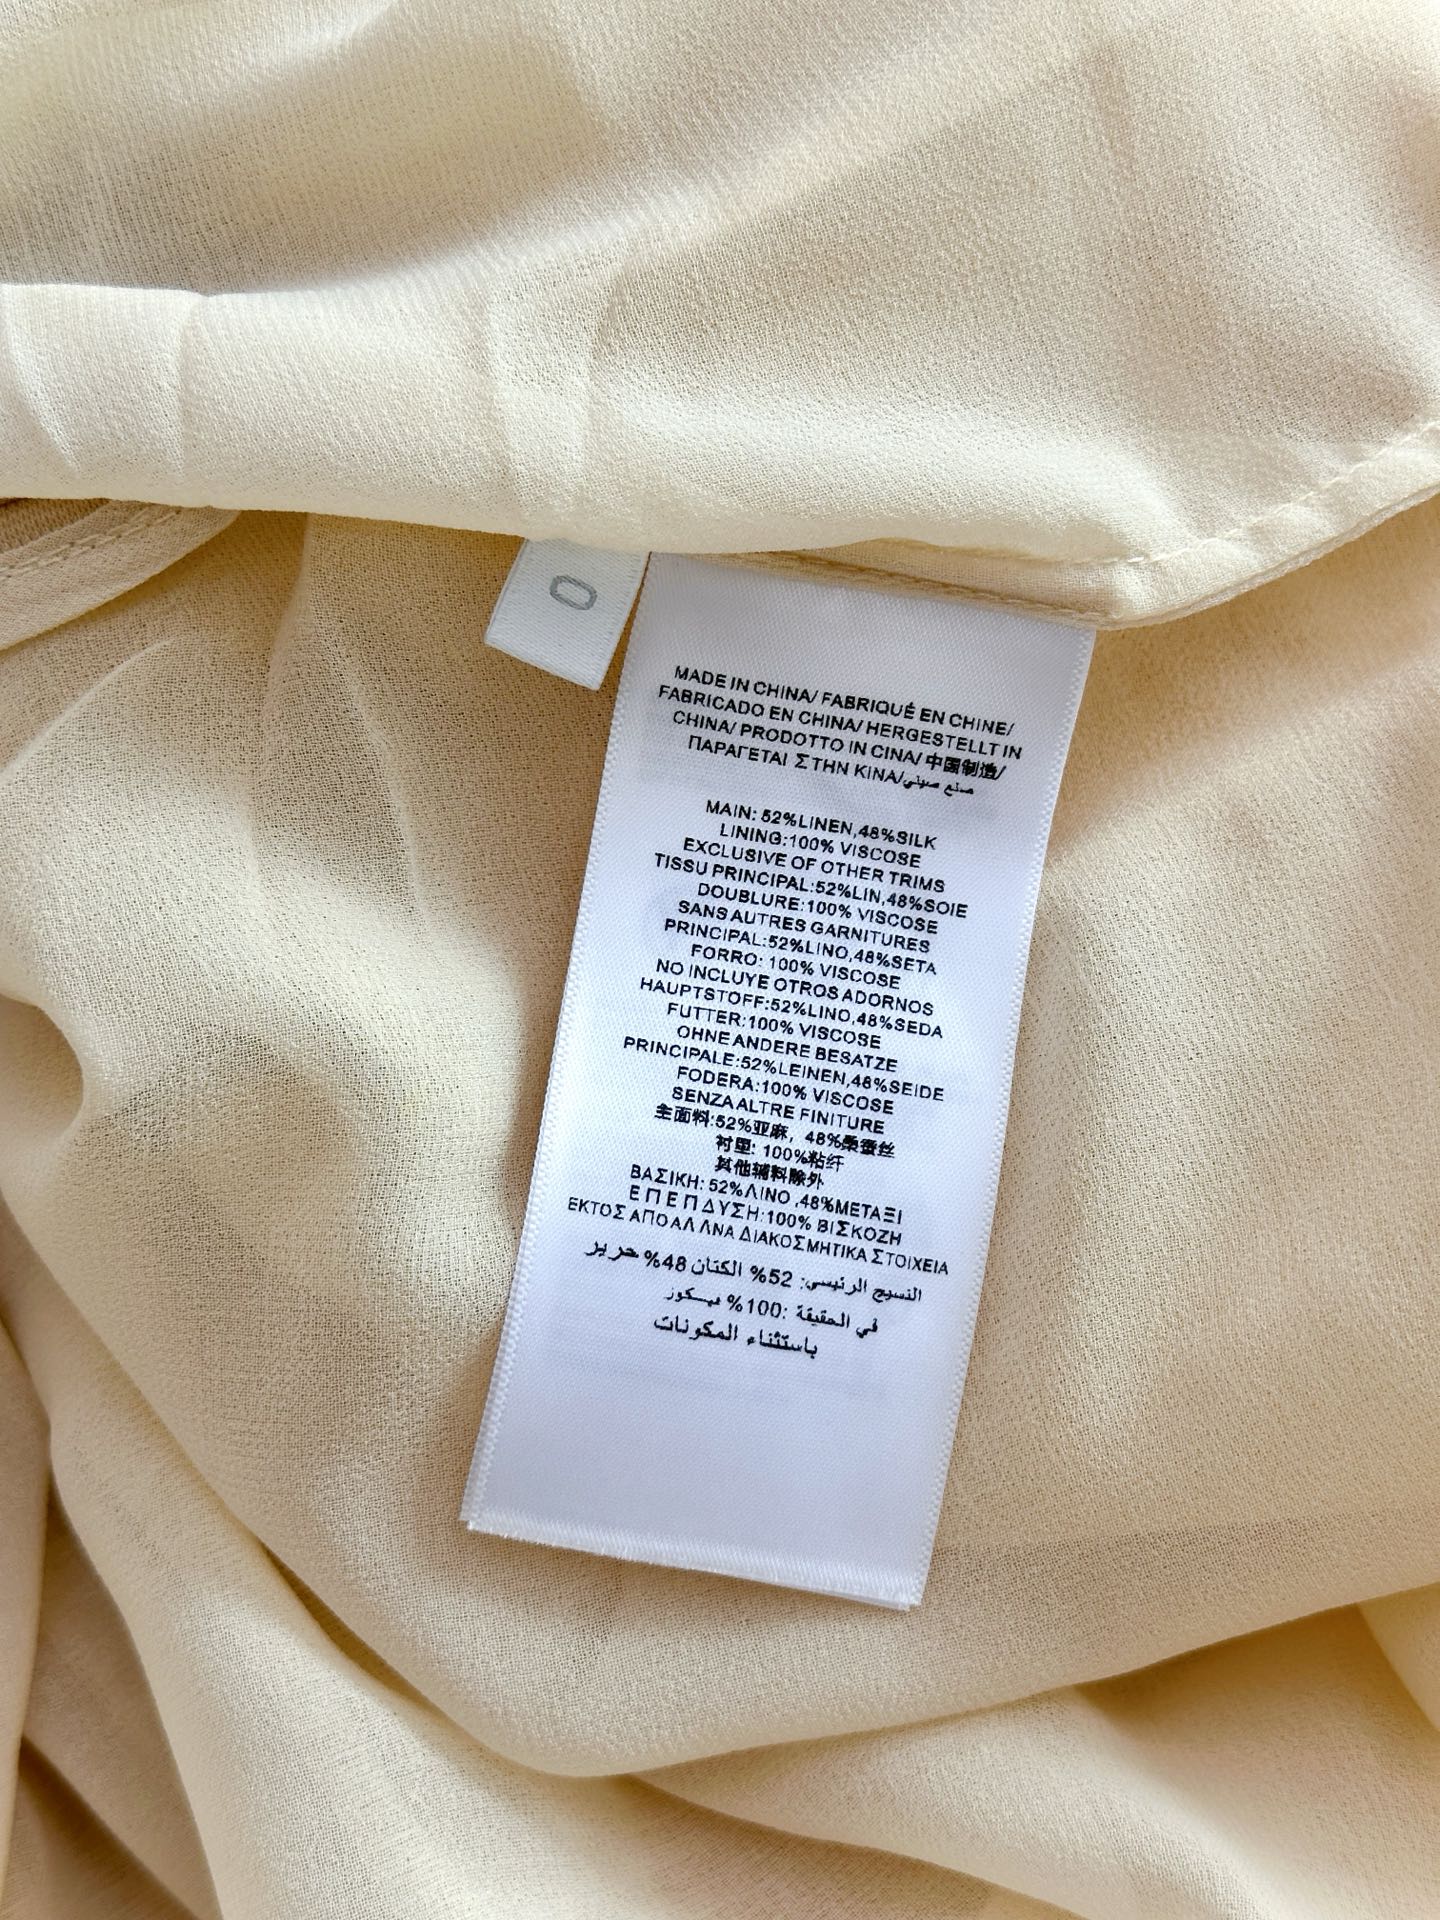 0
MADE IN CHINA/ FABRIQUÉ EN CHINE/
FABRICADO EN CHINA/ HERGESTELLT IN
CHINA/ PRODOTTO IN CINA/ 中国制造/
ΠΑΡΑΓΕΤΑΙ ΣΤΗΝ ΚΙΝΑ/صنع صيني
MAIN: 52%LINEN,48%SILK
LINING:100% VISCOSE
EXCLUSIVE OF OTHER TRIMS
TISSU PRINCIPAL:52%LIN,48%SOIE
DOUBLURE:100% VISCOSE
SANS AUTRES GARNITURES
PRINCIPAL:52%LINO,48%SETA
FORRO: 100% VISCOSE
NO INCLUYE OTROS ADORNOS
HAUPTSTOFF:52%LINO,48%SEDA
FUTTER:100% VISCOSE
OHNE ANDERE BESATZE
PRINCIPALE:52%LEINEN,48%SEIDE
FODERA:100% VISCOSE
SENZA ALTRE FINITURE
主面料:52%亚麻，48%桑蚕丝
衬里: 100%粘纤
其他辅料除外
ΒΑΣΙΚΗ: 52%ΛΙΝΟ ,48%ΜΕΤΑΞΙ
Ε Π Ε Π ΔΥΣΗ:100% ΒΙΣΚΟΖΗ
ΕΚΤΟΣ ΑΠΟ ΑΛ ΛΝΑ ΔΙΑΚΟΣΜΗΤΙΚΑ ΣΤΟΙΧΕΙΑ
النسيج الرئيسي: 52% الكتان 48% حرير
في الحقيقة :100% فيسكوز
باستثناء المكونات